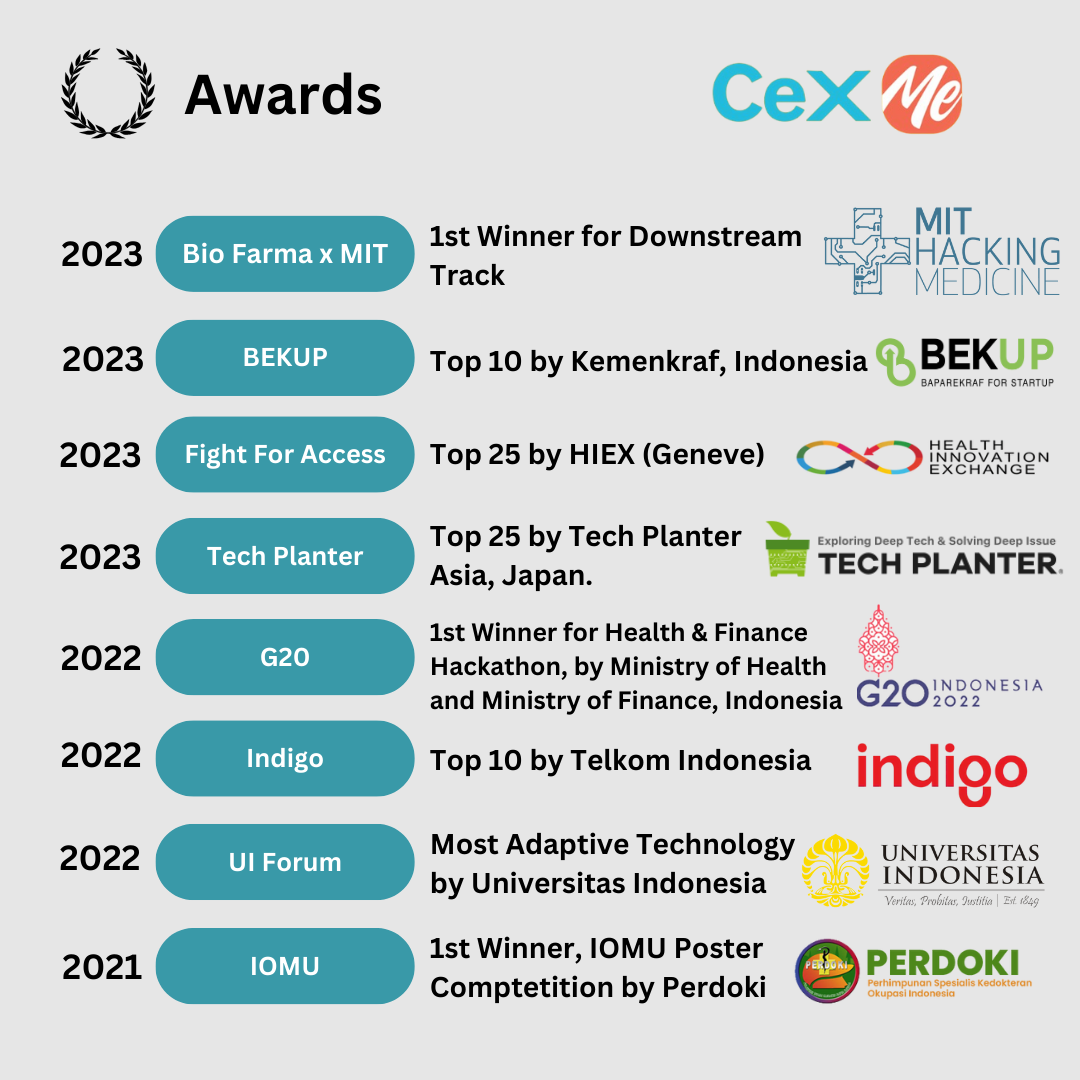 Awards
CeX Me
2023
Bio Farma x MIT
1st Winner for Downstream
Track
MIT
HACKING
MEDICINE
2023
BEKUP
Top 10 by Kemenkraf, Indonesia
BEKUP
BAPAREKRAF FOR STARTUP
2023
Fight For Access
Top 25 by HIEX (Geneve)
HEALTH
INNOVATION
EXCHANGE
2023
Tech Planter
Top 25 by Tech Planter
Asia, Japan.
Exploring Deep Tech & Solving Deep Issue
TECH PLANTER®
2022
G20
1st Winner for Health & Finance
Hackathon, by Ministry of Health
and Ministry of Finance, Indonesia
G20 INDONESIA
2022
2022
Indigo
Top 10 by Telkom Indonesia
indigo
2022
UI Forum
Most Adaptive Technology
by Universitas Indonesia
UNIVERSITAS
INDONESIA
Veritas, Probitas, Iustitia | Est. 1849
2021
IOMU
1st Winner, IOMU Poster
Comptetition by Perdoki
PERDOKI
PERDOKI
Perhimpunan Spesialis Kedokteran
Okupasi Indonesia